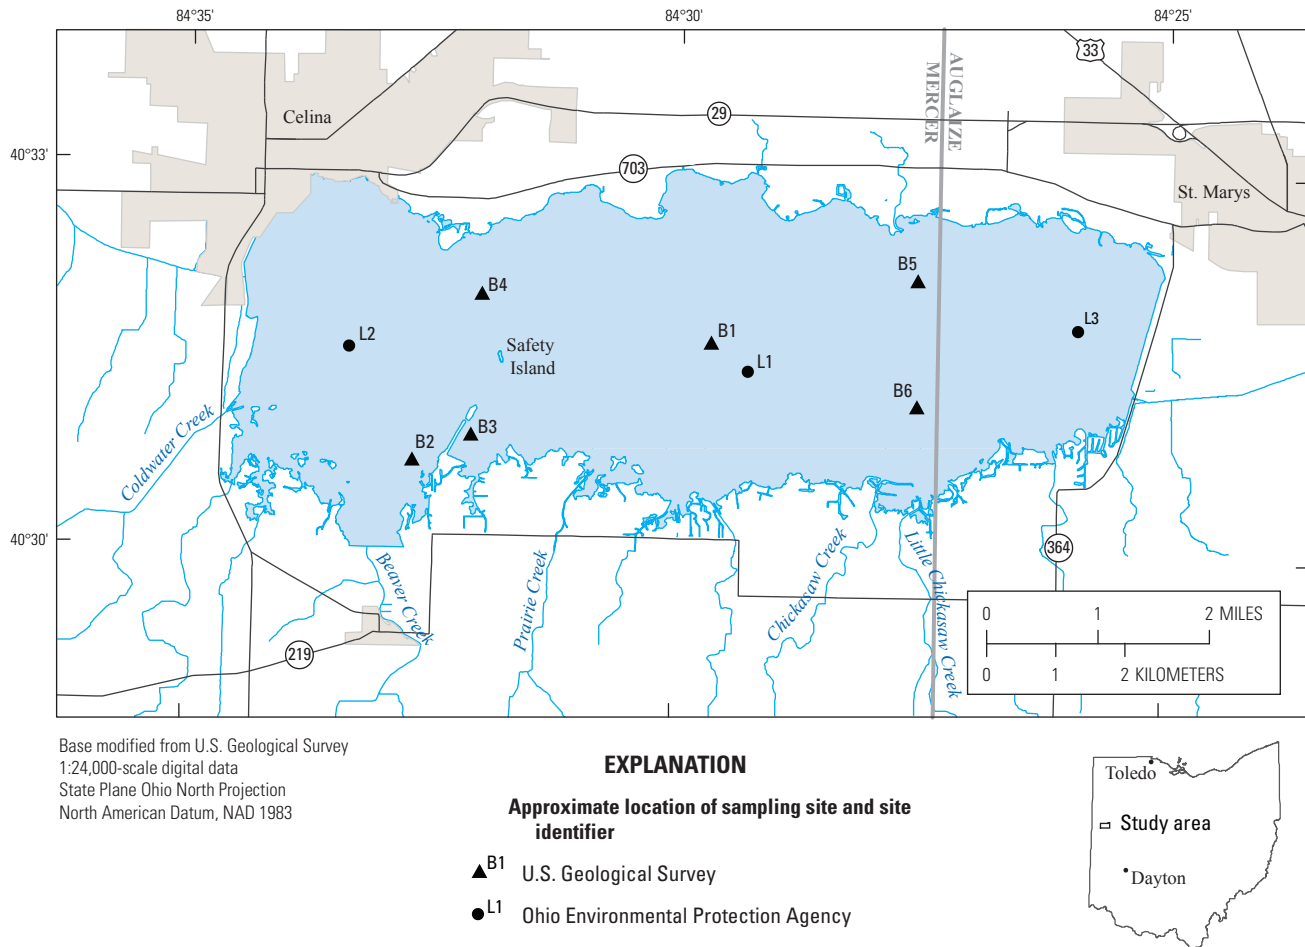 84°35'
84°30'
84°25'
33
AUGLAIZE
MERCER
Celina
29
40°33'
703
St. Marys
B5
B4
L3
B1
L2
Safety
Island
L1
B6
Coldwater Creek
B3
B2
40°30'
Beaver Creek
Prairie Creek
Chickasaw Creek
Little Chickasaw Creek
364
219
0 1 2 MILES
0 1 2 KILOMETERS
Base modified from U.S. Geological Survey
1:24,000-scale digital data
State Plane Ohio North Projection
North American Datum, NAD 1983
EXPLANATION
Approximate location of sampling site and site
identifier
B1 U.S. Geological Survey
L1 Ohio Environmental Protection Agency
Toledo
Study area
Dayton